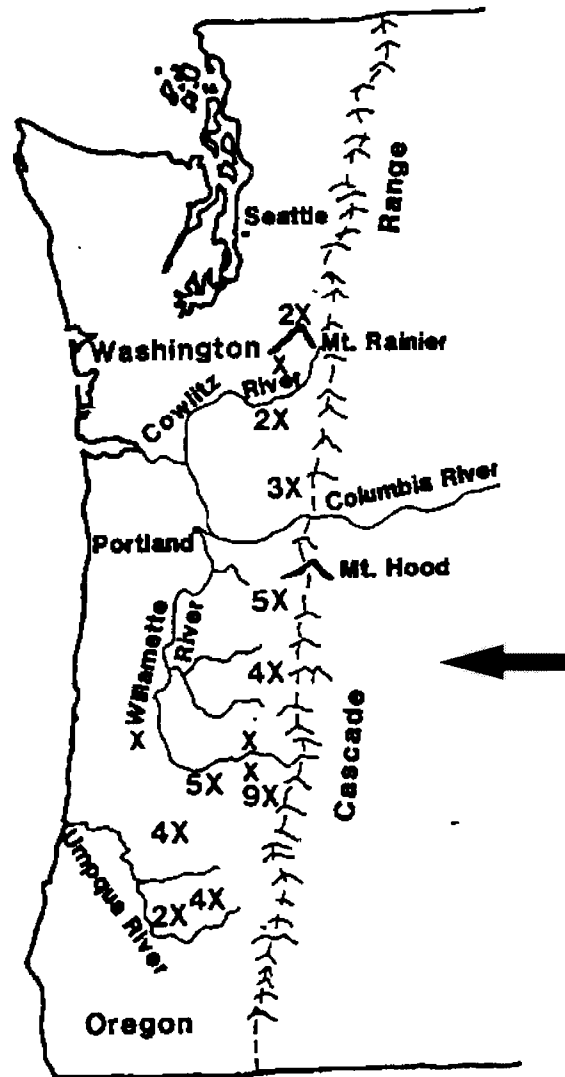 Seattle
Range
2X
Washington
X
Mt. Rainier
Cowlitz River
2X
3X
Columbia River
Portland
Mt. Hood
5X
Willamette River
4X
X
X
X
5X
9X
Cascade
4X
Umpqua River
4X
2X
Oregon